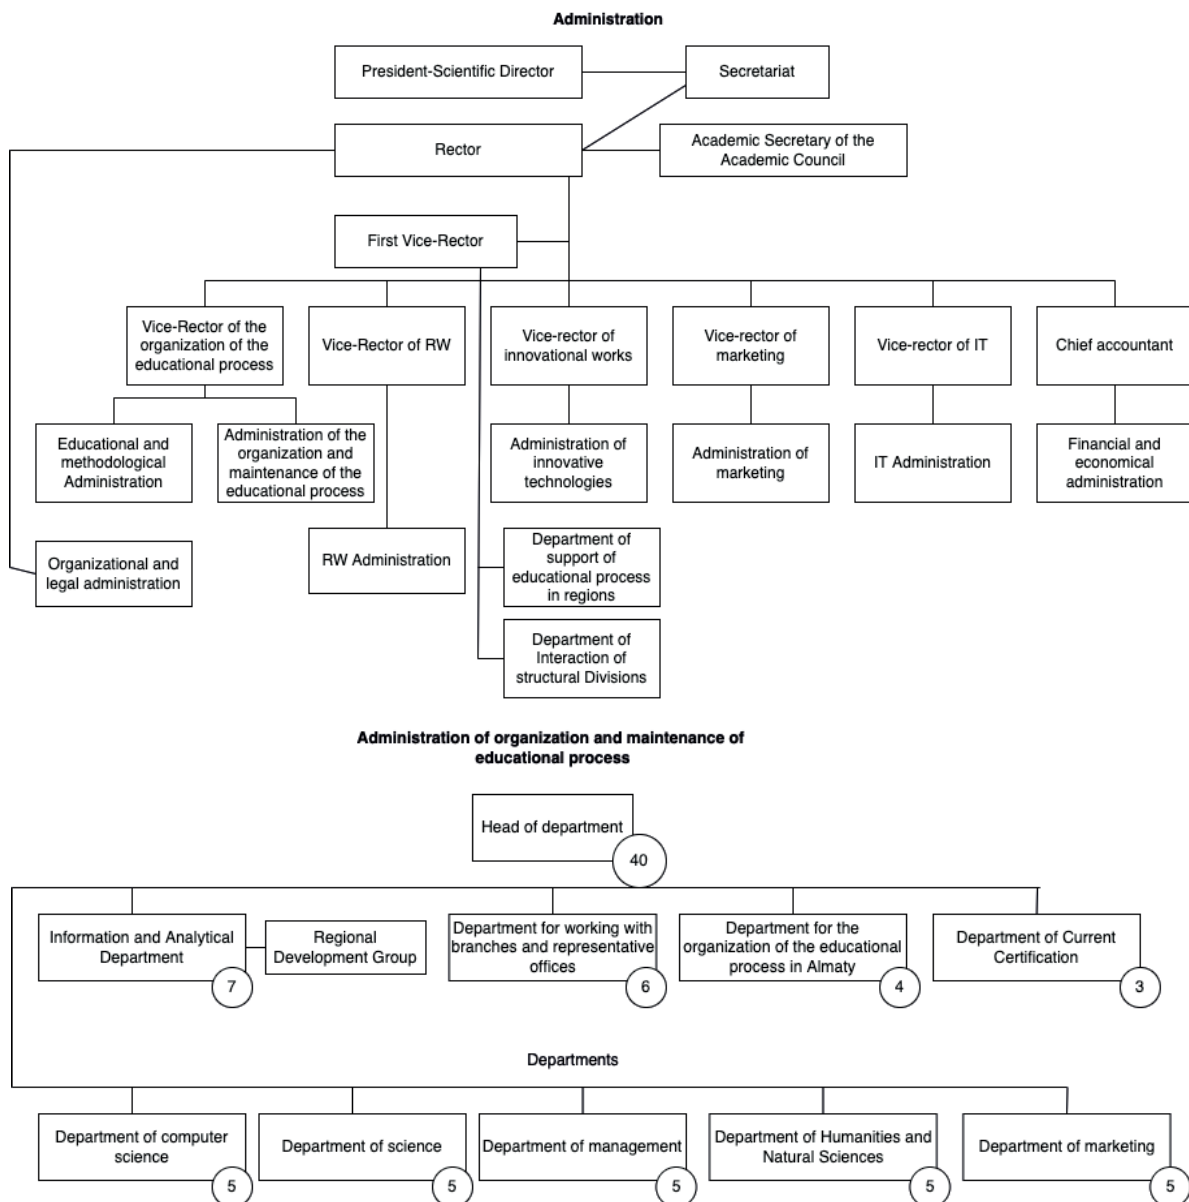 Administration
President-Scientific Director
Secretariat
Rector
Academic Secretary of the
Academic Council
First Vice-Rector
Vice-Rector of the
organization of the
educational process
Vice-Rector of RW
Vice-rector of
innovational works
Vice-rector of
marketing
Vice-rector of IT
Chief accountant
Educational and
methodological
Administration
Administration of the
organization and
maintenance of the
educational process
Administration of
innovative
technologies
Administration of
marketing
IT Administration
Financial and
economical
administration
Organizational and
legal administration
RW Administration
Department of
support of
educational process
in regions
Department of
Interaction of
structural Divisions
Administration of organization and maintenance of
educational process
Head of department
40
Information and Analytical
Department
7
Regional
Development Group
Department for working with
branches and representative
offices
6
Department for the
organization of the educational
process in Almaty
4
Department of Current
Certification
3
Departments
Department of computer
science
5
Department of science
5
Department of management
5
Department of Humanities and
Natural Sciences
5
Department of marketing
5